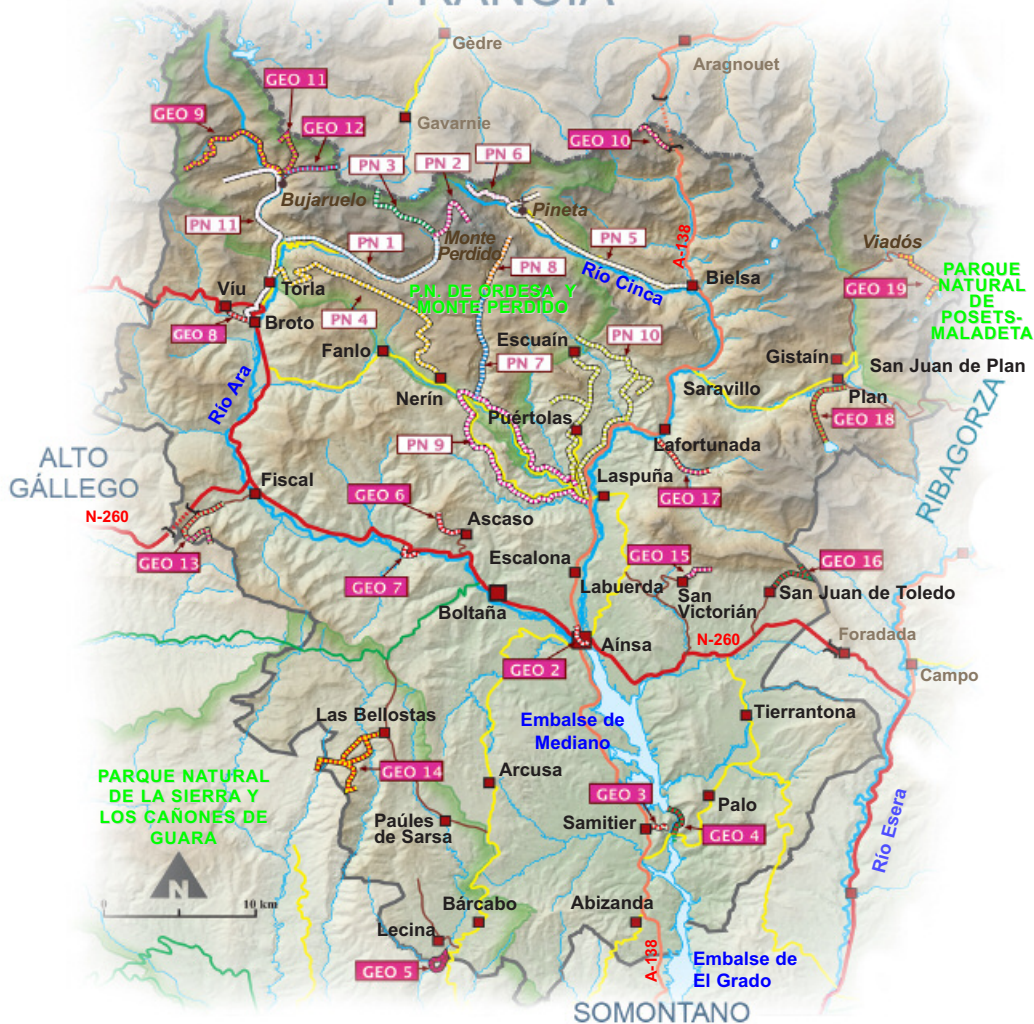 FRANCIA
Gèdre
Aragnouet
GEO 11
GEO 9
GEO 12
Gavarnie
GEO 10
PN 3
PN 2
PN 6
Bujaruelo
Pineta
PN 11
PN 1
Monte
Perdido
PN 5
A-138
Viadós
PN 8
Río Cinca
Bielsa
PARQUE
NATURAL
DE
POSETS-
MALADETA
GEO 19
Víu
Torla
P.N. DE ORDESA Y
MONTE PERDIDO
GEO 8
Broto
PN 4
PN 10
Fanlo
Escuaín
PN 7
Gistaín
San Juan de Plan
Nerín
Saravillo
Plan
Río Ara
Puértolas
GEO 18
PN 9
Lafortunada
ALTO
GÁLLEGO
RIBAGORZA
Laspuña
GEO 17
Fiscal
GEO 6
N-260
Ascaso
GEO 13
Escalona
GEO 15
GEO 16
GEO 7
Labuerda
San
Victorián
San Juan de Toledo
Boltaña
N-260
Foradada
Aínsa
GEO 2
Campo
Las Bellostas
Embalse de
Mediano
Tierrantona
GEO 14
Arcusa
PARQUE NATURAL
DE LA SIERRA Y
LOS CAÑONES DE
GUARA
GEO 3
Palo
Paúles
de Sarsa
Samitier
GEO 4
Río Esera
N
0
10 km
Bárcabo
Abizanda
Lecina
A-138
GEO 5
Embalse de
El Grado
SOMONTANO